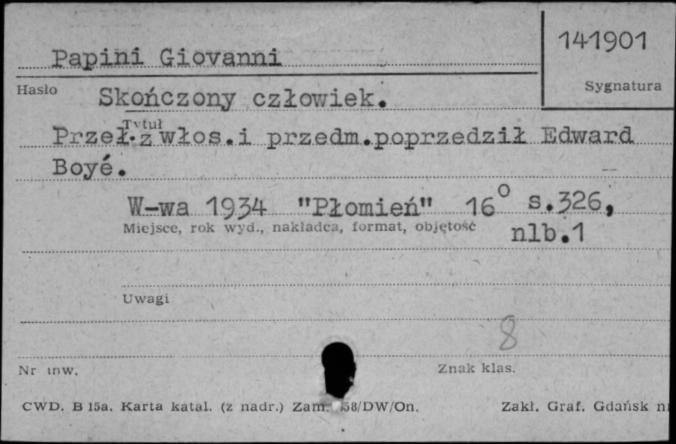 Papini Giovanni
141901
Hasło
Sygnatura
Skończony człowiek.
Tytuł
Przeł.z włos.i przedm.poprzedził Edward
Boyé.
W-wa 1934 "Płomień" 16° s.326,
Miejsce, rok wyd., nakładca, format, objętość
nlb.1
Uwagi
8
Nr inw.
Znak klas.
CWD. B 15a. Karta katal. (z nadr.) Zam. 58/DW/On.
Zakł. Graf. Gdańsk